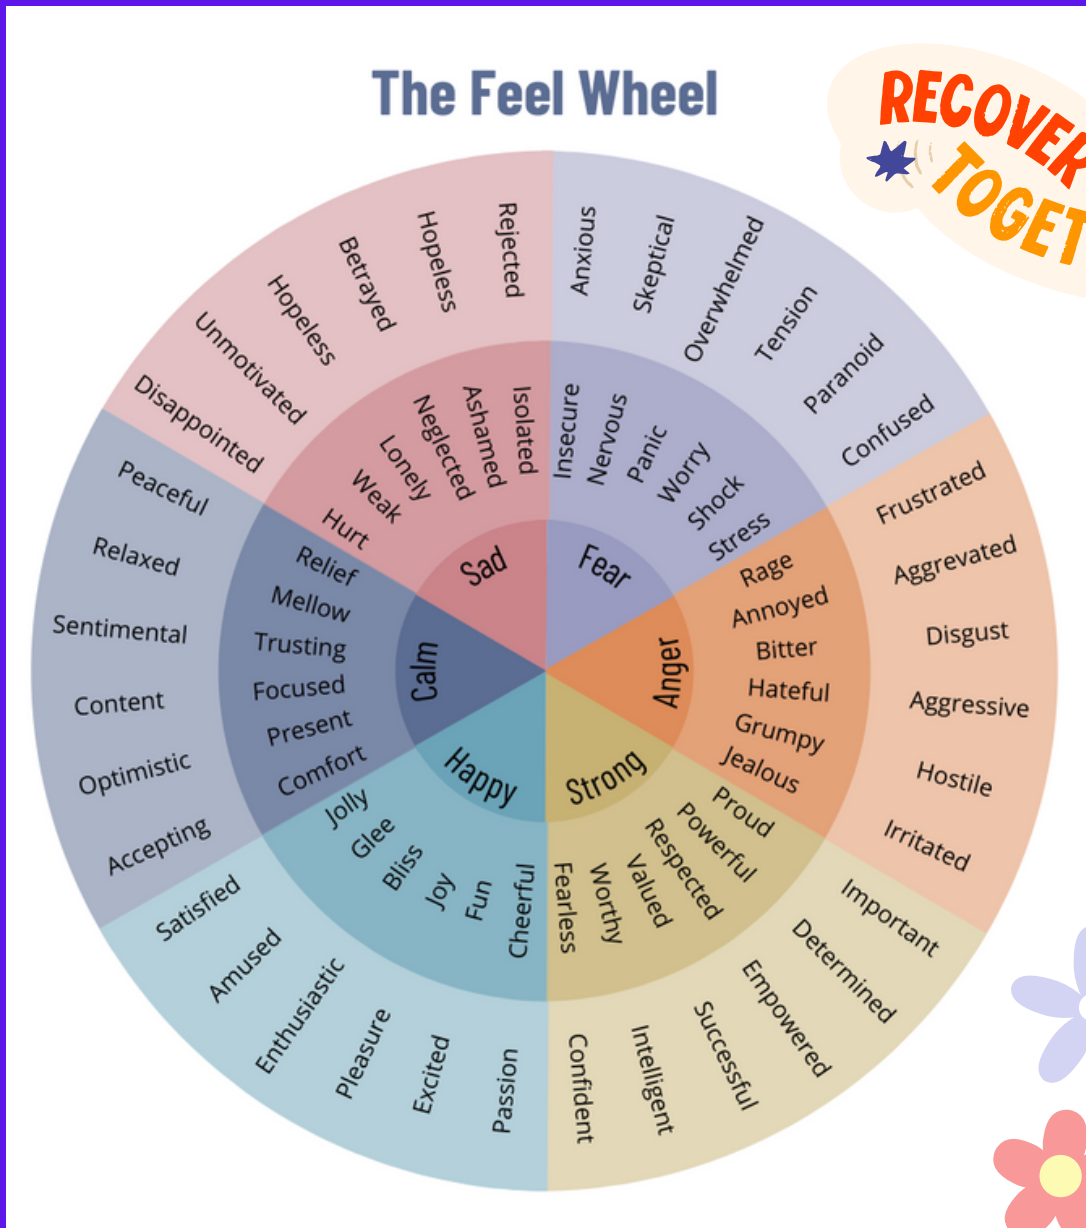 The Feel Wheel
RECOVER
TOGET
Sad
Fear
Anger
Strong
Happy
Calm
Isolated
Ashamed
Neglected
Lonely
Weak
Hurt
Rejected
Hopeless
Betrayed
Hopeless
Unmotivated
Disappointed
Insecure
Nervous
Panic
Worry
Shock
Stress
Anxious
Skeptical
Overwhelmed
Tension
Paranoid
Confused
Rage
Annoyed
Bitter
Hateful
Grumpy
Jealous
Frustrated
Aggrevated
Disgust
Aggressive
Hostile
Irritated
Proud
Powerful
Respected
Valued
Worthy
Fearless
Important
Determined
Empowered
Successful
Intelligent
Confident
Cheerful
Fun
Joy
Bliss
Glee
Jolly
Passion
Excited
Pleasure
Enthusiastic
Amused
Satisfied
Comfort
Present
Focused
Trusting
Mellow
Relief
Accepting
Optimistic
Content
Sentimental
Relaxed
Peaceful